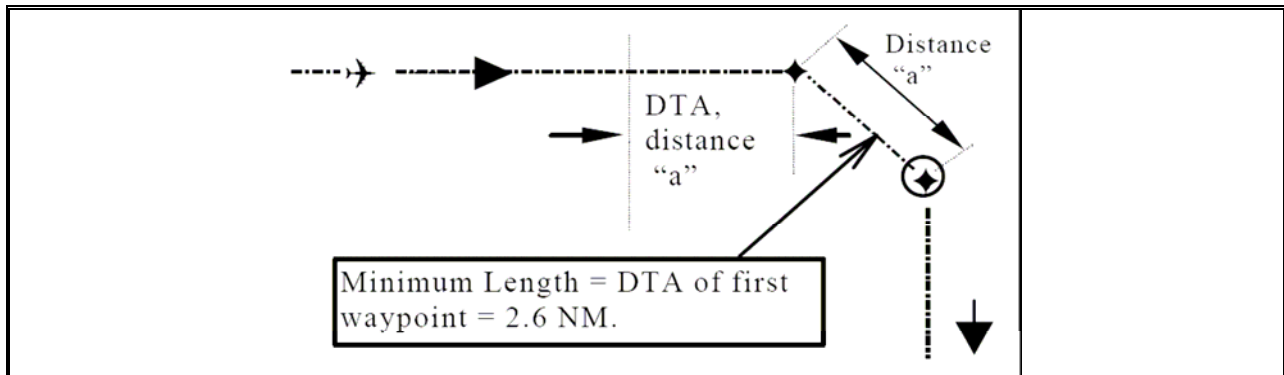 Distance
“a”
DTA,
distance
“a”
Minimum Length = DTA of first
waypoint = 2.6 NM.